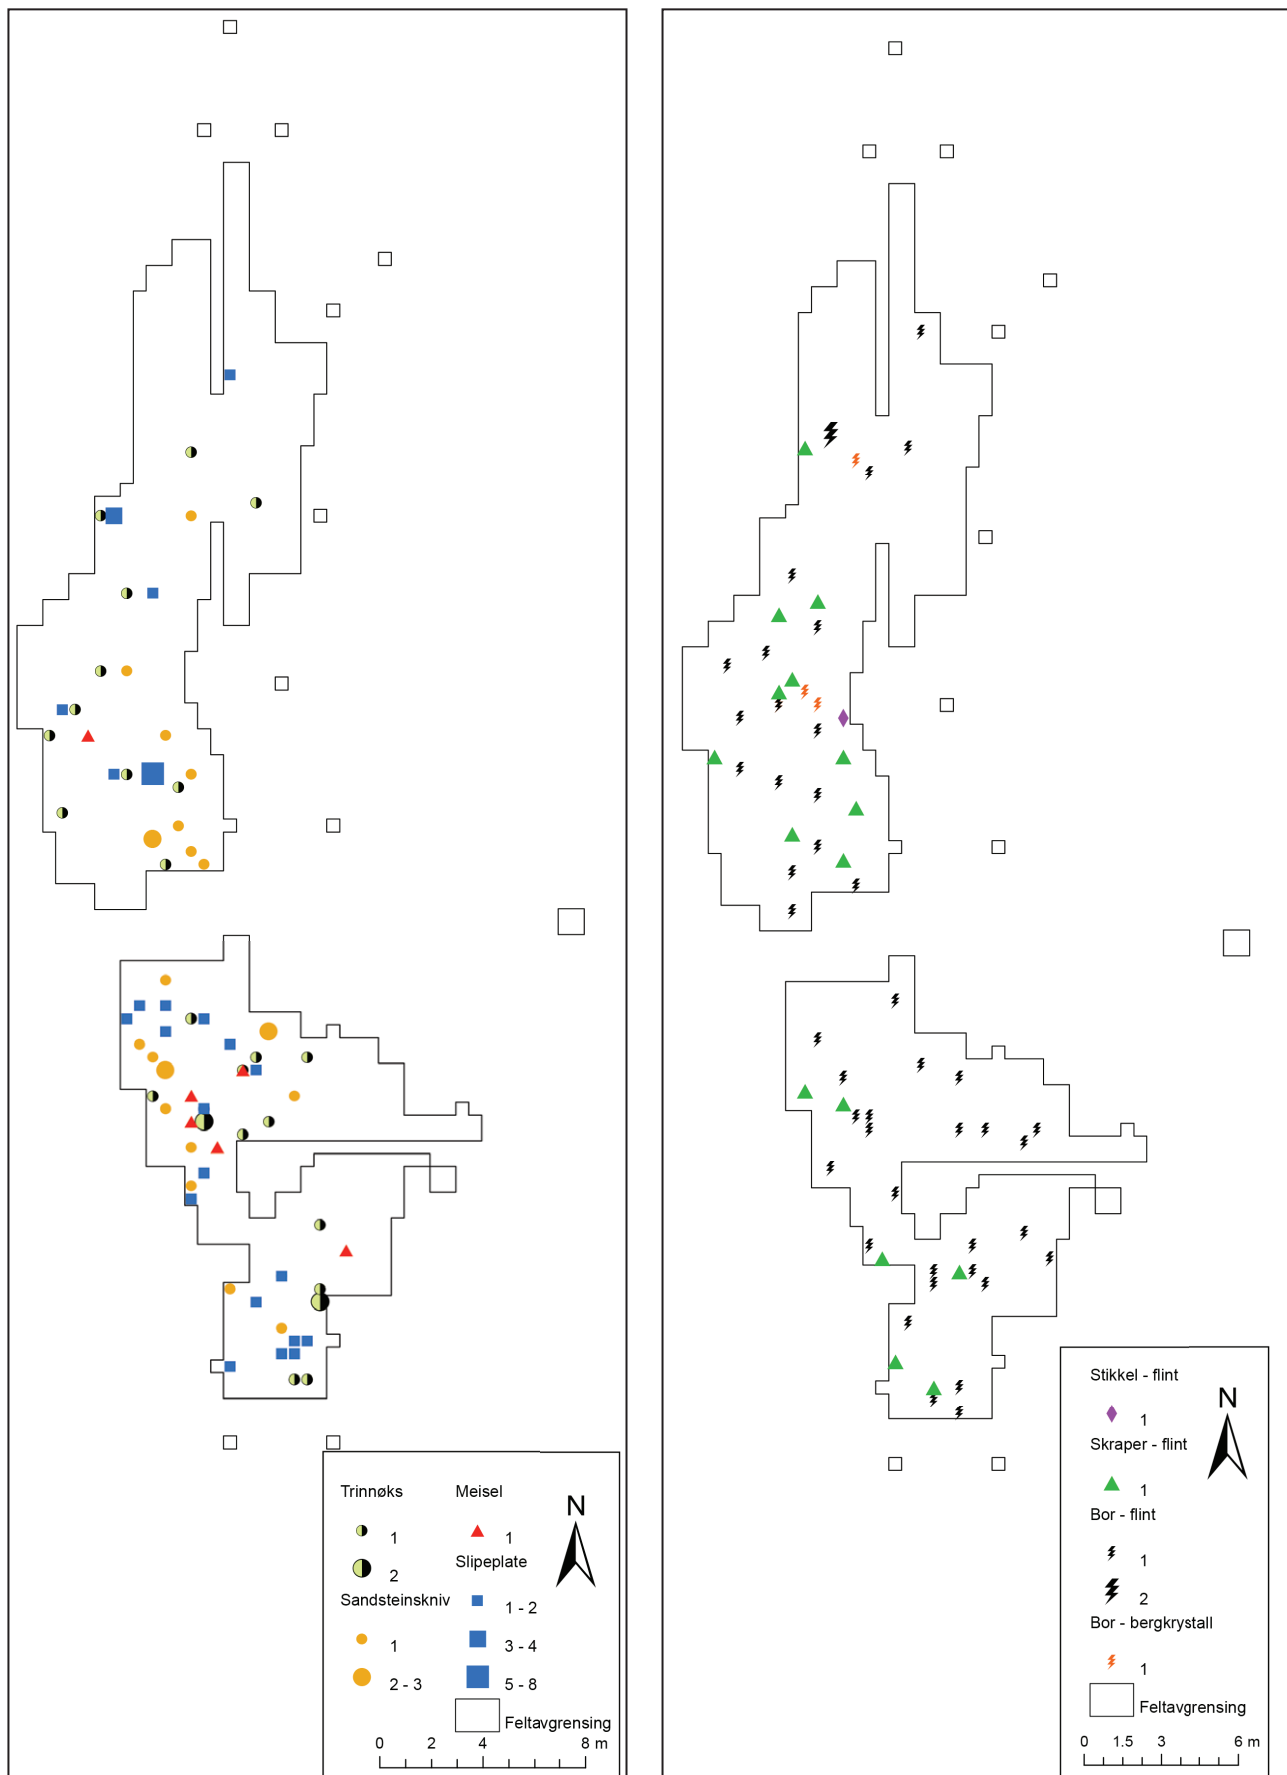 Trinnøks
1
2
Sandsteinskniv
1
2 - 3
Meisel
1
Slipeplate
1 - 2
3 - 4
5 - 8
Feltavgrensing
N
0 2 4 8 m
Stikkel - flint
1
Skraper - flint
1
Bor - flint
1
2
Bor - bergkrystall
1
Feltavgrensing
N
0 1.5 3 6 m